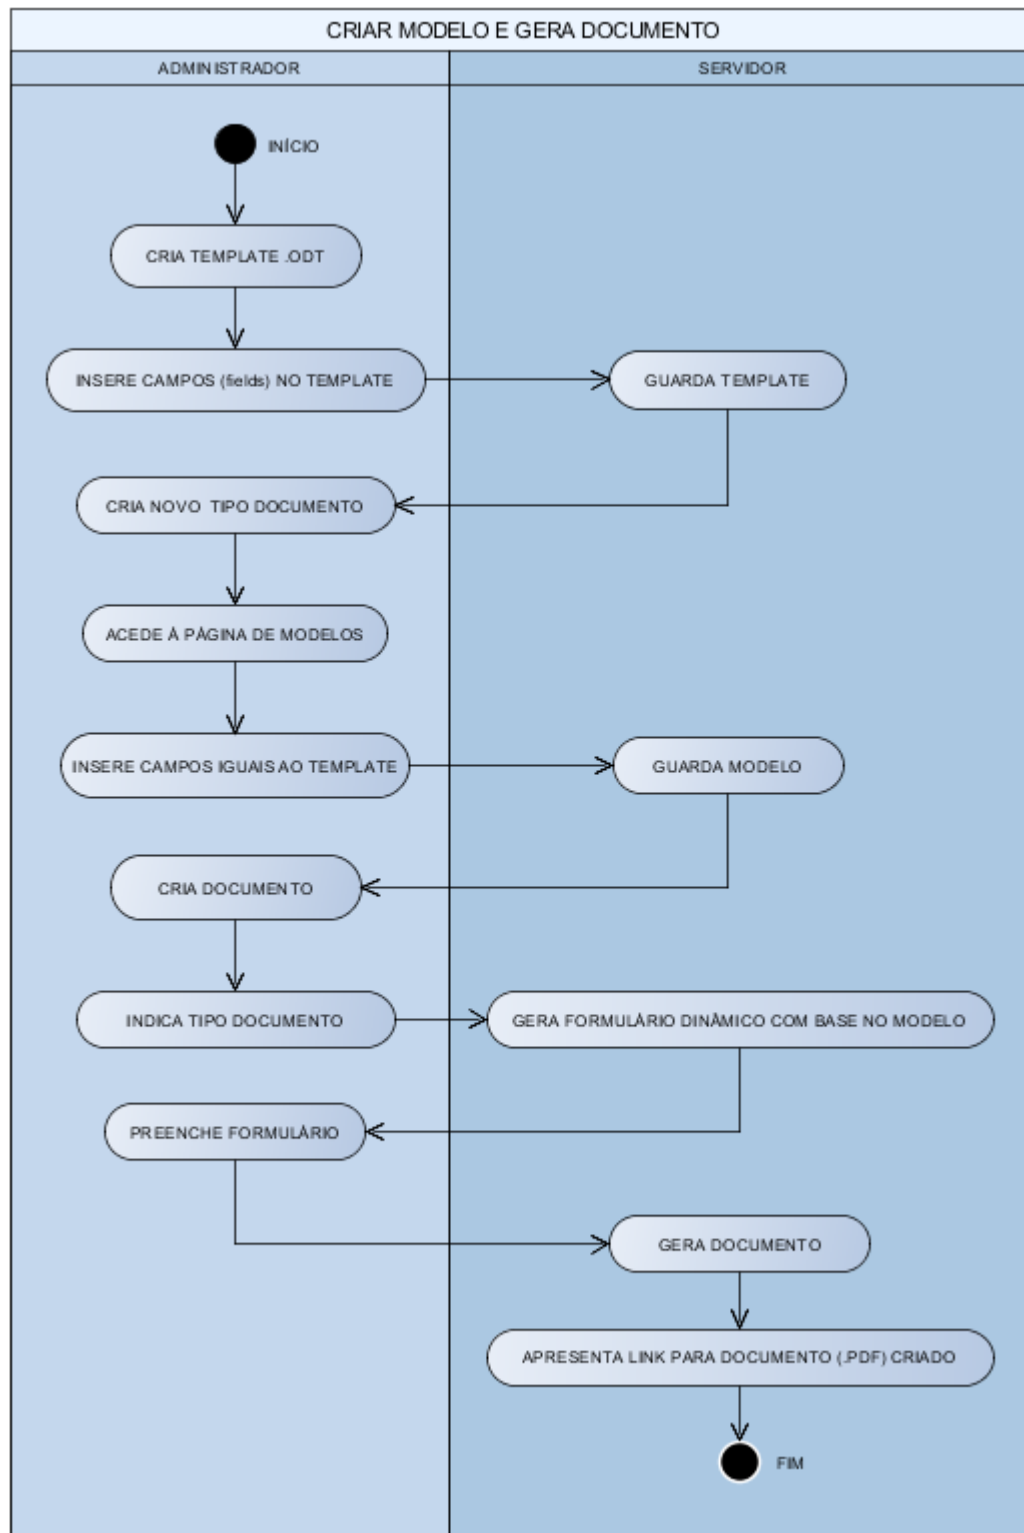 CRIAR MODELO E GERA DOCUMENTO
ADMINISTRADOR
SERVIDOR
INÍCIO
CRIA TEMPLATE .ODT
INSERE CAMPOS (fields) NO TEMPLATE
GUARDA TEMPLATE
CRIA NOVO TIPO DOCUMENTO
ACEDE À PÁGINA DE MODELOS
INSERE CAMPOS IGUAIS AO TEMPLATE
GUARDA MODELO
CRIA DOCUMENTO
INDICA TIPO DOCUMENTO
GERA FORMULÁRIO DINÂMICO COM BASE NO MODELO
PREENCHE FORMULÁRIO
GERA DOCUMENTO
APRESENTA LINK PARA DOCUMENTO (.PDF) CRIADO
FIM